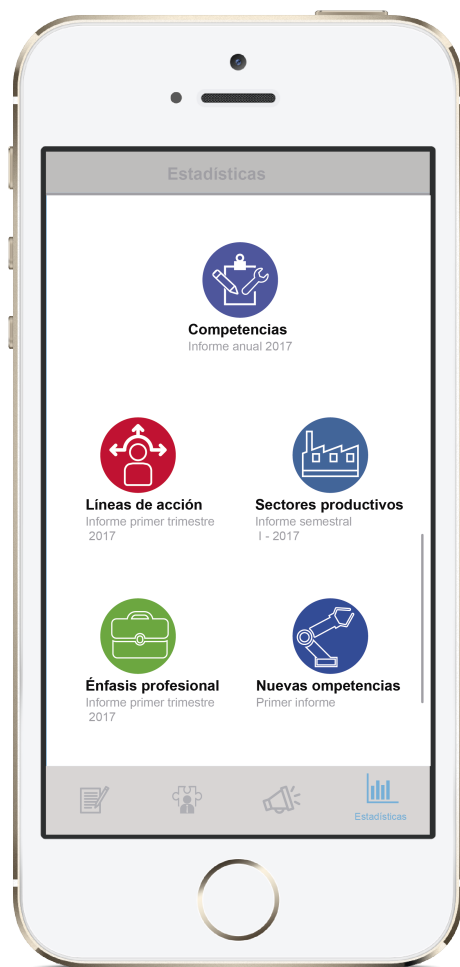 Estadísticas
Competencias
Informe anual 2017
Líneas de acción
Informe primer trimestre
2017
Sectores productivos
Informe semestral
I - 2017
Énfasis profesional
Informe primer trimestre
2017
Nuevas ompetencias
Primer informe
Estadísticas